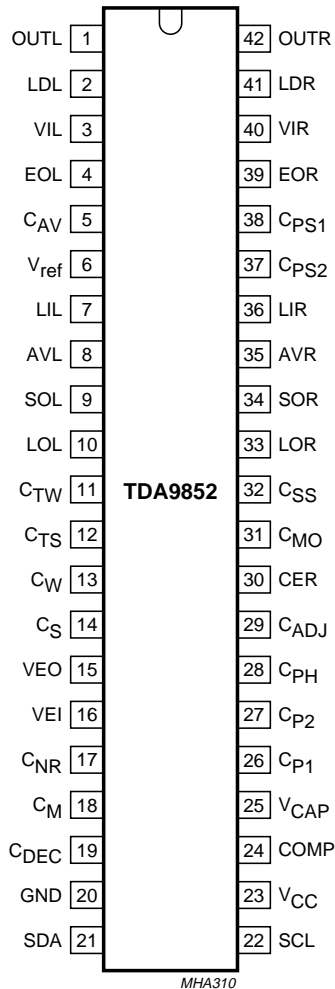 OUTL 1 42 OUTR
LDL 2 41 LDR
VIL 3 40 VIR
EOL 4 39 EOR
CAV 5 38 CPS1
Vref 6 37 CPS2
LIL 7 36 LIR
AVL 8 35 AVR
SOL 9 34 SOR
LOL 10 33 LOR
CTW 11 TDA9852 32 CSS
CTS 12 31 CMO
CW 13 30 CER
CS 14 29 CADJ
VEO 15 28 CPH
VEI 16 27 CP2
CNR 17 26 CP1
CM 18 25 VCAP
CDEC 19 24 COMP
GND 20 23 VCC
SDA 21 22 SCL
MHA310